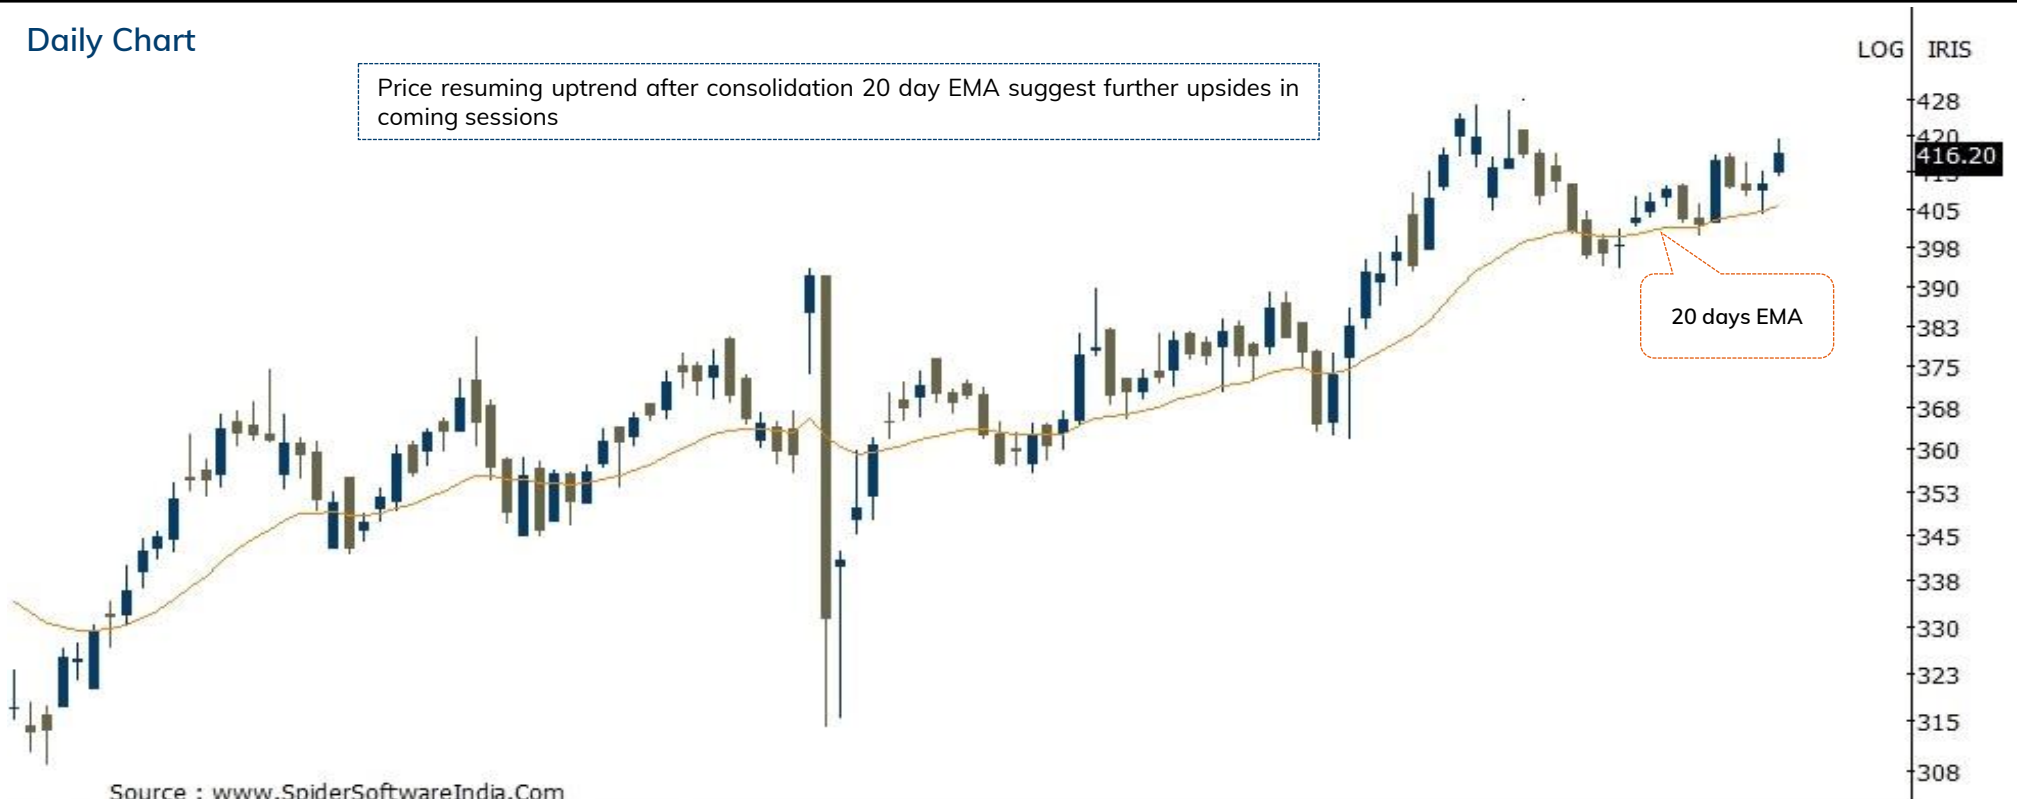 Daily Chart
LOG IRIS
Price resuming uptrend after consolidation 20 day EMA suggest further upsides in
coming sessions
428
420
416.20
405
398
390
20 days EMA
383
375
368
360
353
345
338
330
323
315
308
Source : www.SpiderSoftwareIndia.Com